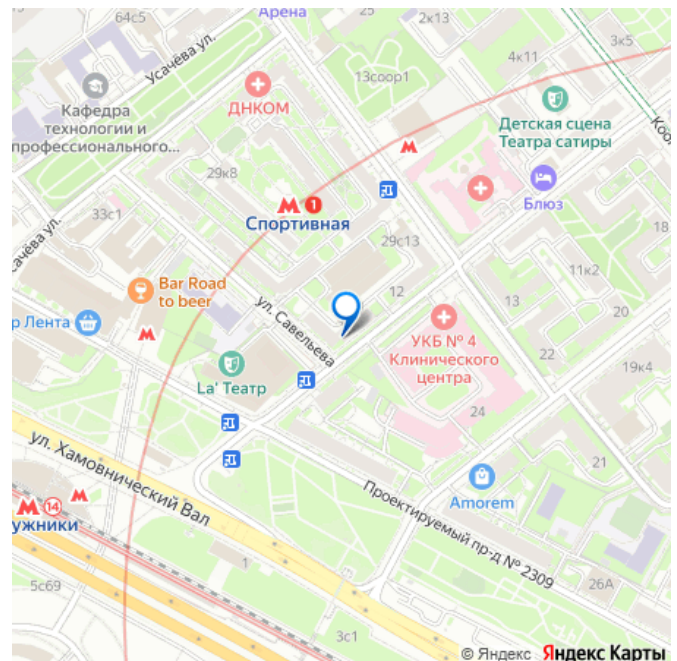 Арена
25
2к13
3к5
64с5
Усачёва ул.
4к11
13соор1
ДНКОМ
Кафедра
технологии и
профессионального...
Детская сцена
Театра сатиры
29к8
Блюз
1
Спортивная
33с1
29с13
18
11к2
Bar Road
to beer
12
13
20
ул. Савельева
р Лента
УКБ № 4
Клинического
центра
22
19к4
La' Театр
24
21
ул. Хамовнический Вал
Amorem
Проектируемый пр-д № 2309
14
ужники
1
5с69
26А
3с1
© Яндекс Яндекс Карты